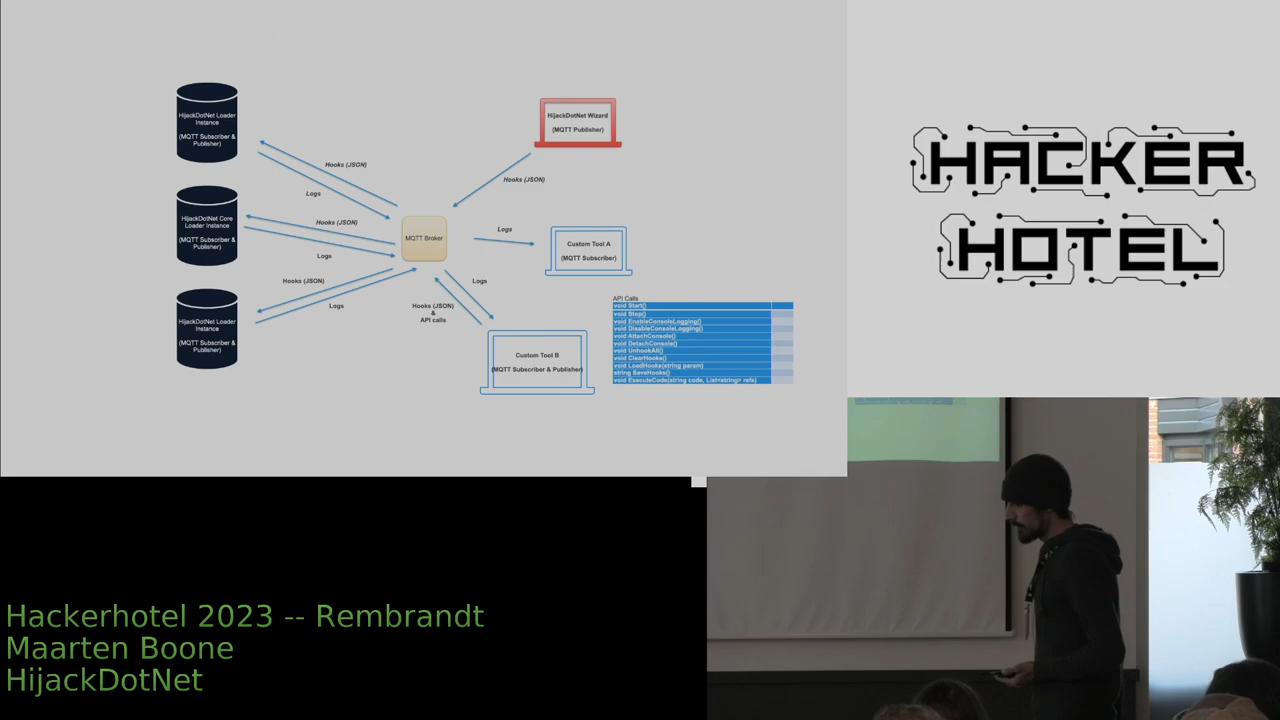 HijackDotNet Loader
Instance
(MQTT Subscriber &
Publisher)
HijackDotNet Core
Loader Instance
(MQTT Subscriber &
Publisher)
HijackDotNet Loader
Instance
(MQTT Subscriber &
Publisher)
Hooks (JSON)
Logs
Hooks (JSON)
Logs
Hooks (JSON)
Logs
MQTT Broker
HijackDotNet Wizard
(MQTT Publisher)
Hooks (JSON)
Logs
Custom Tool A
(MQTT Subscriber)
Logs
Hooks (JSON)
&
API calls
Custom Tool B
(MQTT Subscriber & Publisher)
API Calls
void Start()
void Stop()
void EnableConsoleLogging()
void DisableConsoleLogging()
void AttachConsole()
void DetachConsole()
void UnhookAll()
void ClearHooks()
void LoadHooks(string param)
string SaveHooks()
void ExecuteCode(string code, List<string> refs)
HACKER
HOTEL
Hackerhotel 2023 -- Rembrandt
Maarten Boone
HijackDotNet